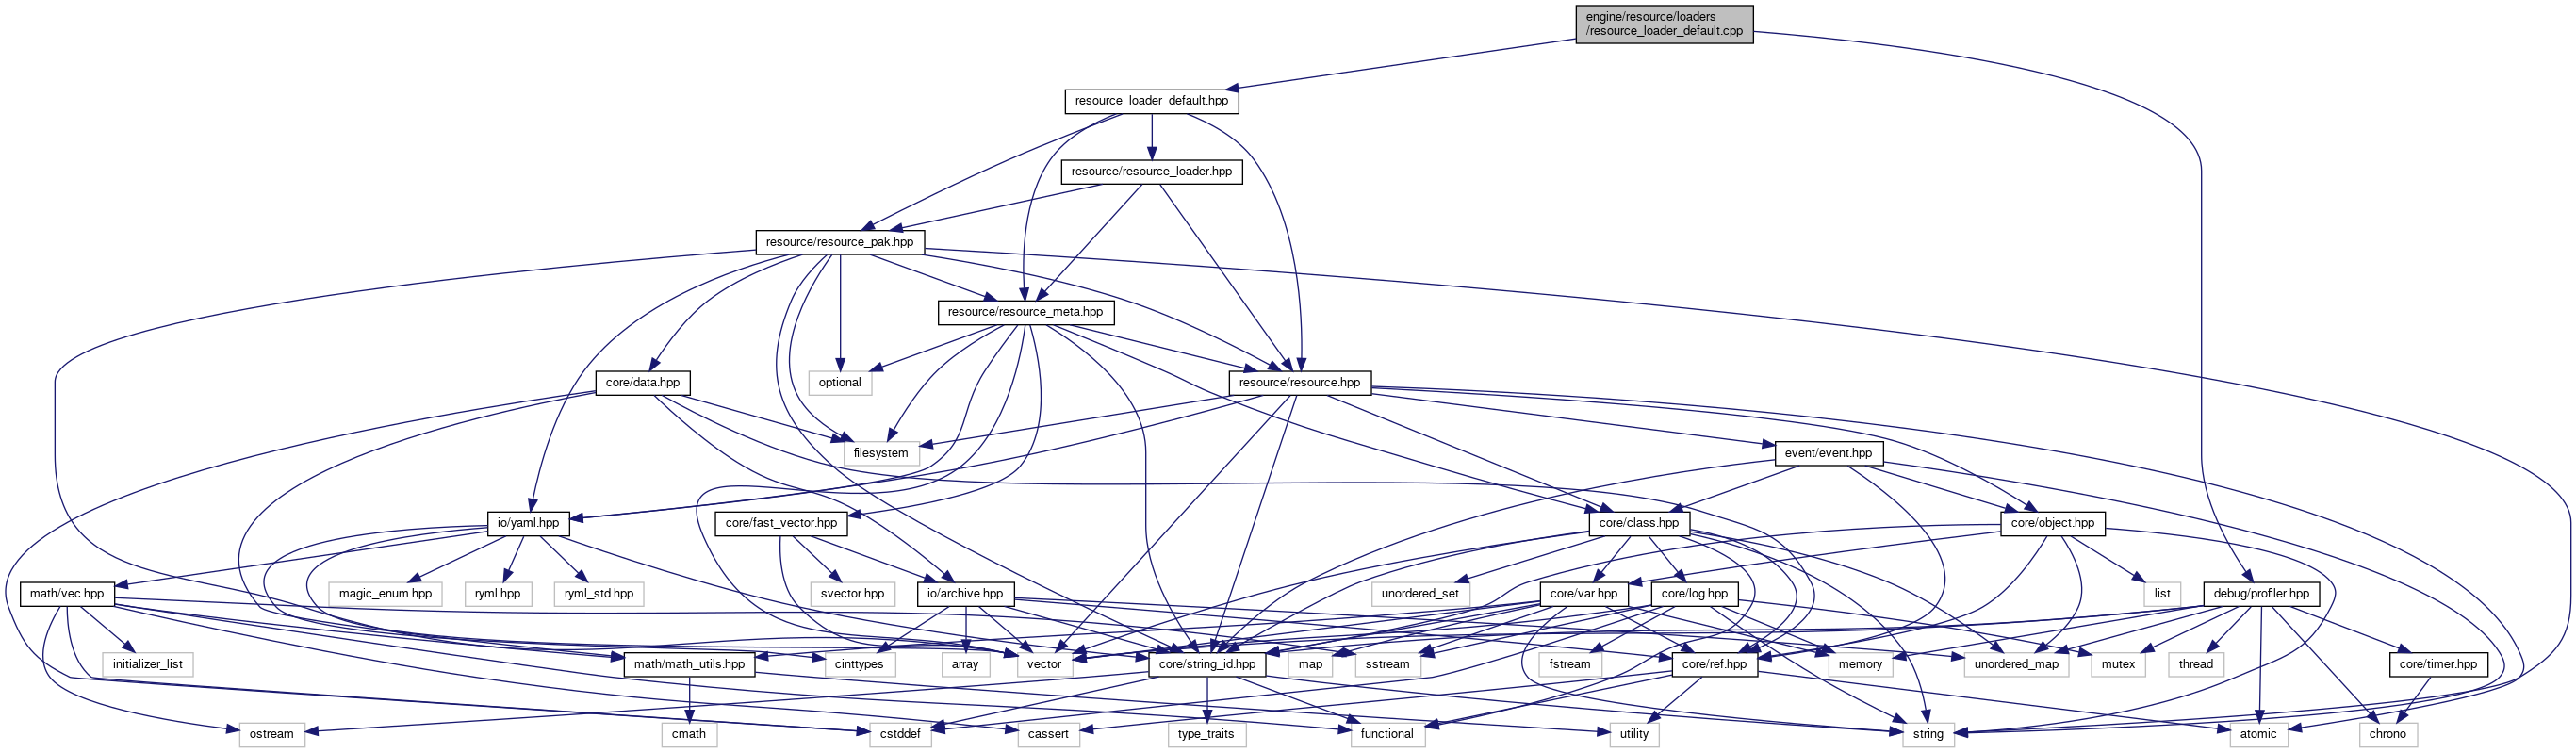 engine/resource/loaders
/resource_loader_default.cpp
resource_loader_default.hpp
resource/resource_loader.hpp
resource/resource_pak.hpp
resource/resource_meta.hpp
core/data.hpp
optional
resource/resource.hpp
filesystem
event/event.hpp
io/yaml.hpp
core/fast_vector.hpp
core/class.hpp
core/object.hpp
math/vec.hpp
magic_enum.hpp
ryml.hpp
ryml_std.hpp
svector.hpp
io/archive.hpp
unordered_set
core/var.hpp
core/log.hpp
list
debug/profiler.hpp
initializer_list
math/math_utils.hpp
cinttypes
array
vector
core/string_id.hpp
map
sstream
fstream
core/ref.hpp
memory
unordered_map
mutex
thread
core/timer.hpp
ostream
cmath
cstddef
cassert
type_traits
functional
utility
string
atomic
chrono